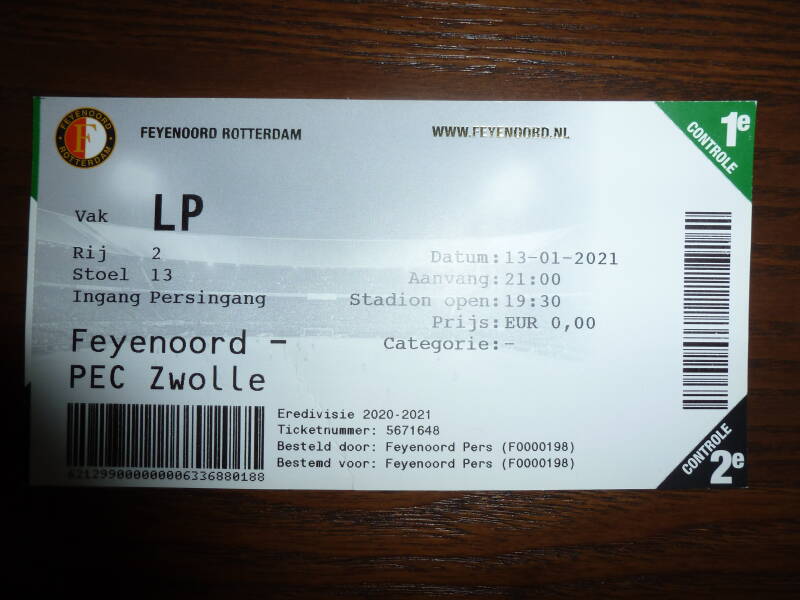 FEYENOORD ROTTERDAM
FEYENOORD ROTTERDAM
WWW.FEYENOORD.NL
1e CONTROLE
Vak LP
Rij 2
Stoel 13
Ingang Persingang
Datum: 13-01-2021
Aanvang: 21:00
Stadion open: 19:30
Prijs: EUR 0,00
Categorie: -
Feyenoord -
PEC Zwolle
Eredivisie 2020-2021
Ticketnummer: 5671648
Besteld door: Feyenoord Pers (F0000198)
Bestemd voor: Feyenoord Pers (F0000198)
CONTROLE 2e